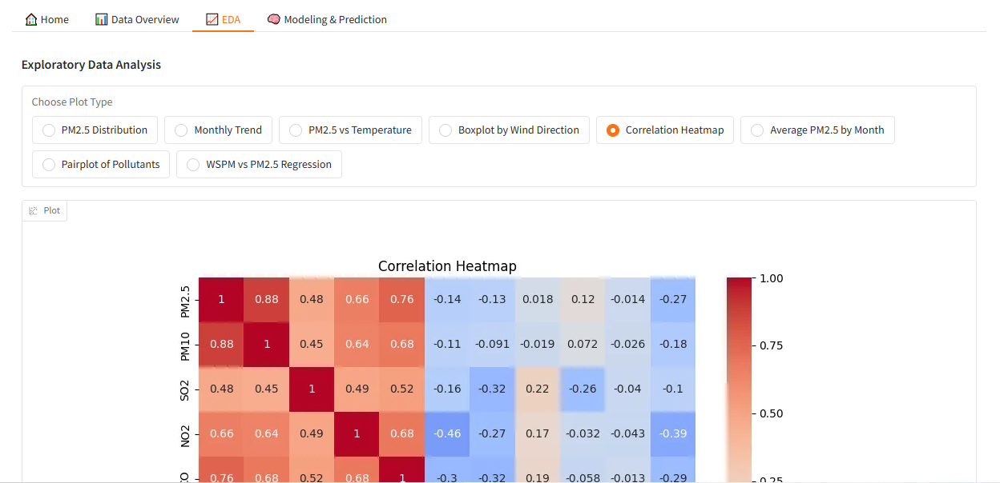 Home Data Overview EDA Modeling & Prediction
Exploratory Data Analysis
Choose Plot Type
PM2.5 Distribution Monthly Trend PM2.5 vs Temperature Boxplot by Wind Direction Correlation Heatmap Average PM2.5 by Month
Pairplot of Pollutants WSPM vs PM2.5 Regression
Plot
Correlation Heatmap
PM2.5 1 0.88 0.48 0.66 0.76 -0.14 -0.13 0.018 0.12 -0.014 -0.27 1.00
PM10 0.88 1 0.45 0.64 0.68 -0.11 -0.091 -0.019 0.072 -0.026 -0.18 0.75
SO2 0.48 0.45 1 0.49 0.52 -0.16 -0.32 0.22 -0.26 -0.04 -0.1 0.50
NO2 0.66 0.64 0.49 1 0.68 -0.46 -0.27 0.17 -0.032 -0.043 -0.39
CO 0.76 0.68 0.52 0.68 1 -0.3 -0.32 0.19 -0.058 -0.013 -0.29 0.25